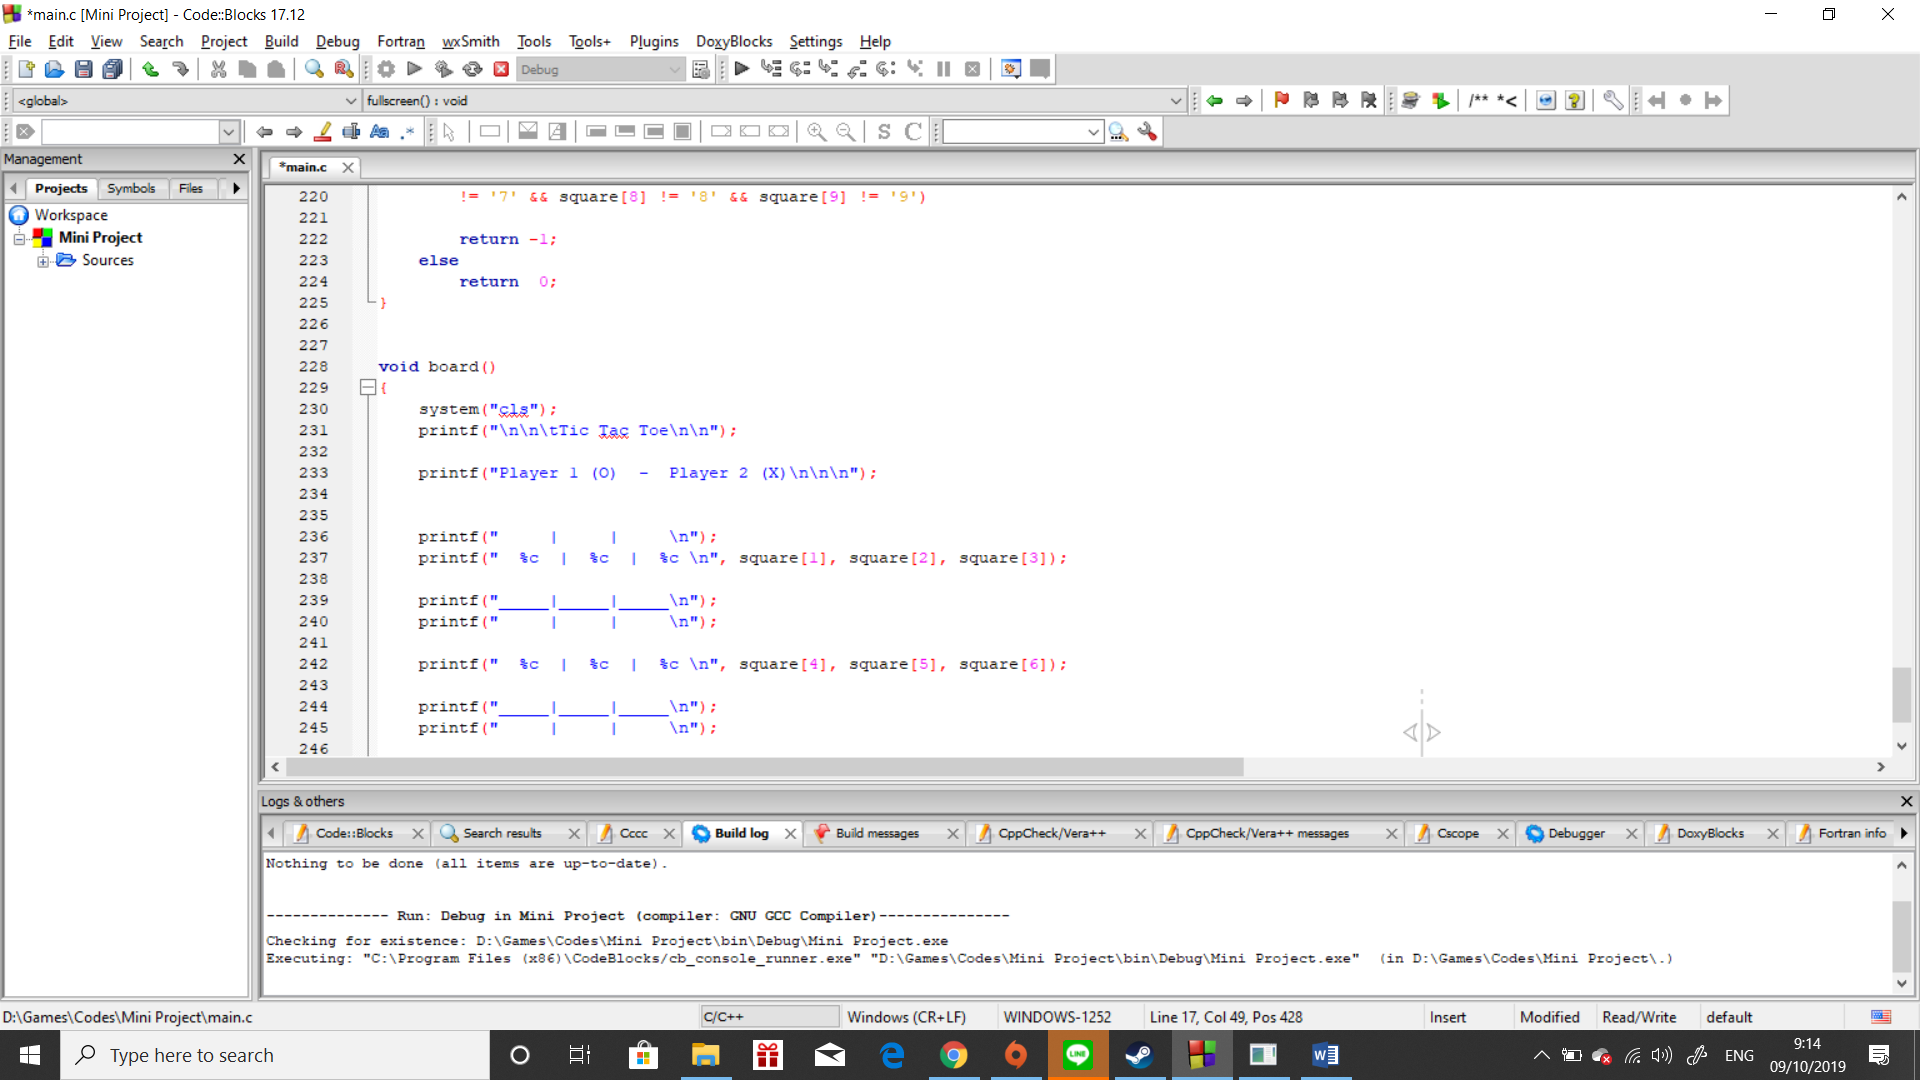 *main.c [Mini Project] - Code::Blocks 17.12
File Edit View Search Project Build Debug Fortran wxSmith Tools Tools+ Plugins DoxyBlocks Settings Help
Debug
<global> fullscreen() : void
/** *<
Aa .* S C
Management
*main.c
Projects Symbols Files
Workspace
Mini Project
Sources
220 != '7' && square[8] != '8' && square[9] != '9')
221
222 return -1;
223 else
224 return  0;
225 }
226
227
228 void board()
229 {
230 system("cls");
231 printf("\n\n\tTic Tac Toe\n\n");
232
233 printf("Player 1 (O)  -  Player 2 (X)\n\n\n");
234
235
236 printf("     |     |     \n");
237 printf("  %c  |  %c  |  %c \n", square[1], square[2], square[3]);
238
239 printf("_____|_____|_____\n");
240 printf("     |     |     \n");
241
242 printf("  %c  |  %c  |  %c \n", square[4], square[5], square[6]);
243
244 printf("_____|_____|_____\n");
245 printf("     |     |     \n");
246
Logs & others
Code::Blocks Search results Cccc Build log Build messages CppCheck/Vera++ CppCheck/Vera++ messages Cscope Debugger DoxyBlocks Fortran info
Nothing to be done (all items are up-to-date).
-------------- Run: Debug in Mini Project (compiler: GNU GCC Compiler)---------------
Checking for existence: D:\Games\Codes\Mini Project\bin\Debug\Mini Project.exe
Executing: "C:\Program Files (x86)\CodeBlocks/cb_console_runner.exe" "D:\Games\Codes\Mini Project\bin\Debug\Mini Project.exe"  (in D:\Games\Codes\Mini Project\.)
D:\Games\Codes\Mini Project\main.c C/C++ Windows (CR+LF) WINDOWS-1252 Line 17, Col 49, Pos 428 Insert Modified Read/Write default
Type here to search
LINE
ENG
9:14
09/10/2019